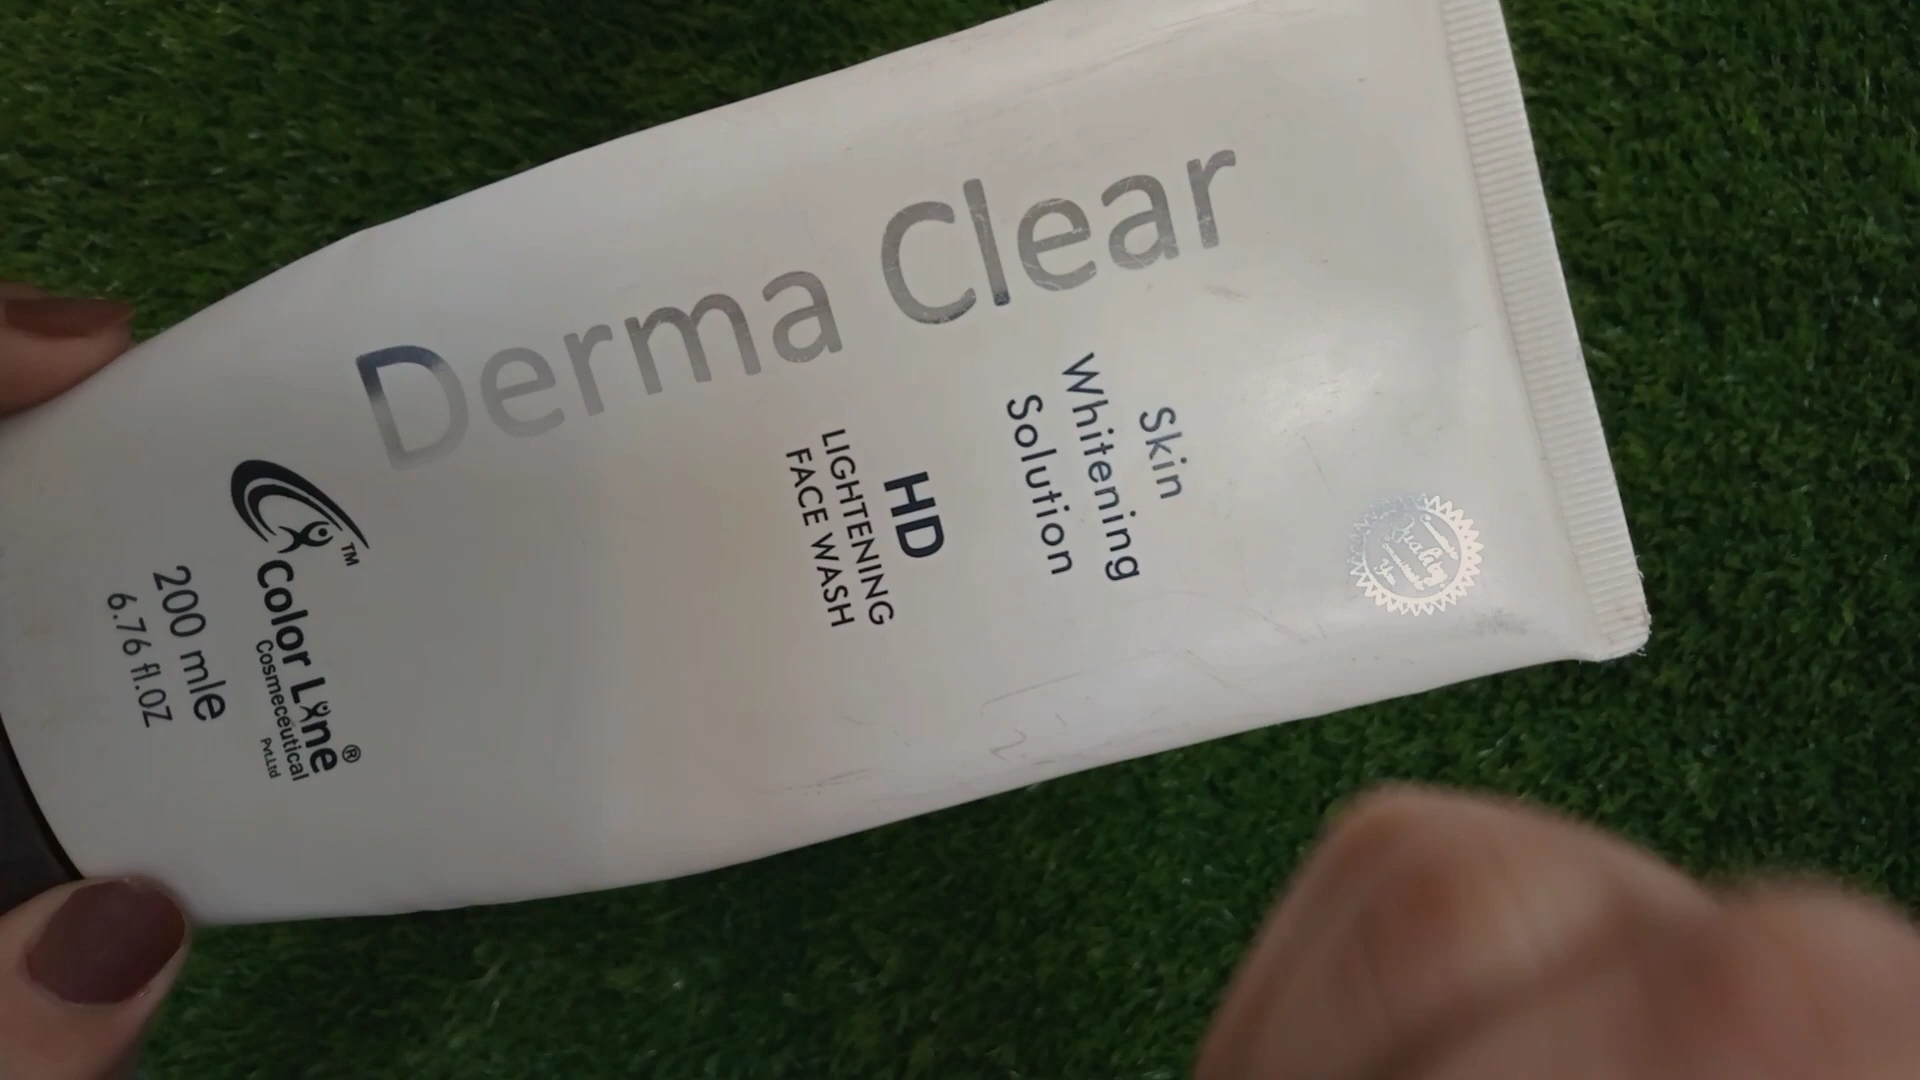 Derma Clear
Skin
Whitening
Solution
HD
LIGHTENING
FACE WASH
TM
Color Line®
Cosmeceutical
Pvt.Ltd
200 mle
6.76 fl.OZ
Quality